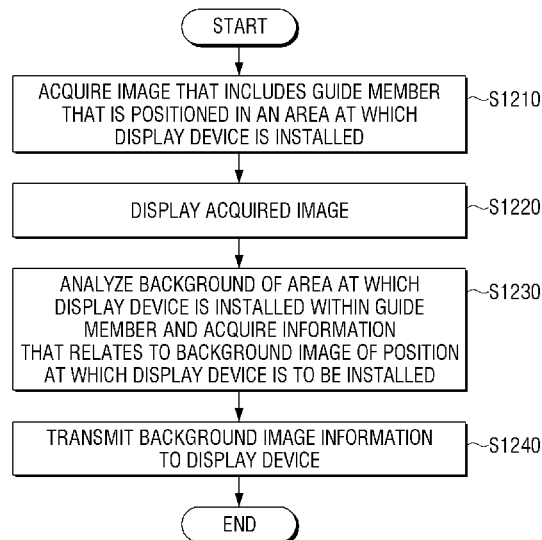 START
ACQUIRE IMAGE THAT INCLUDES GUIDE MEMBER
THAT IS POSITIONED IN AN AREA AT WHICH
DISPLAY DEVICE IS INSTALLED
S1210
DISPLAY ACQUIRED IMAGE
S1220
ANALYZE BACKGROUND OF AREA AT WHICH
DISPLAY DEVICE IS INSTALLED WITHIN GUIDE
MEMBER AND ACQUIRE INFORMATION
THAT RELATES TO BACKGROUND IMAGE OF POSITION
AT WHICH DISPLAY DEVICE IS TO BE INSTALLED
S1230
TRANSMIT BACKGROUND IMAGE INFORMATION
TO DISPLAY DEVICE
S1240
END